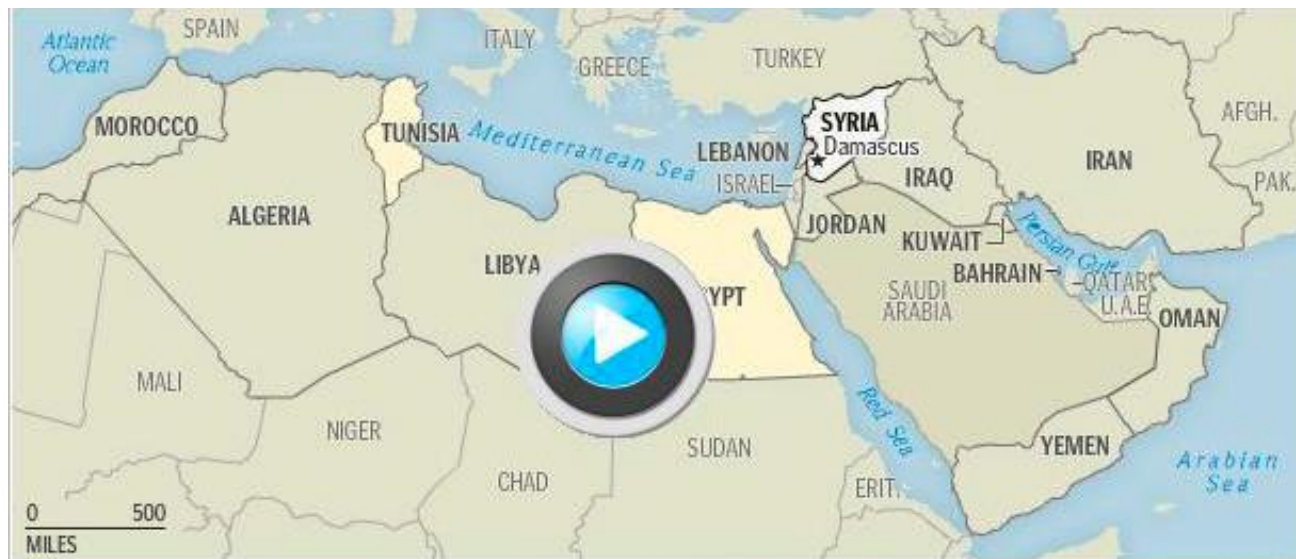 Atlantic
Ocean
SPAIN
ITALY
GREECE
TURKEY
AFGH.
MOROCCO
TUNISIA
Mediterranean Sea
LEBANON
SYRIA
Damascus
ISRAEL
IRAQ
IRAN
PAK.
ALGERIA
LIBYA
JORDAN
KUWAIT
Persian Gulf
BAHRAIN
QATAR
U.A.E
SAUDI
ARABIA
OMAN
YPT
MALI
NIGER
CHAD
SUDAN
Red Sea
ERIT.
YEMEN
Arabian
Sea
0 500
MILES